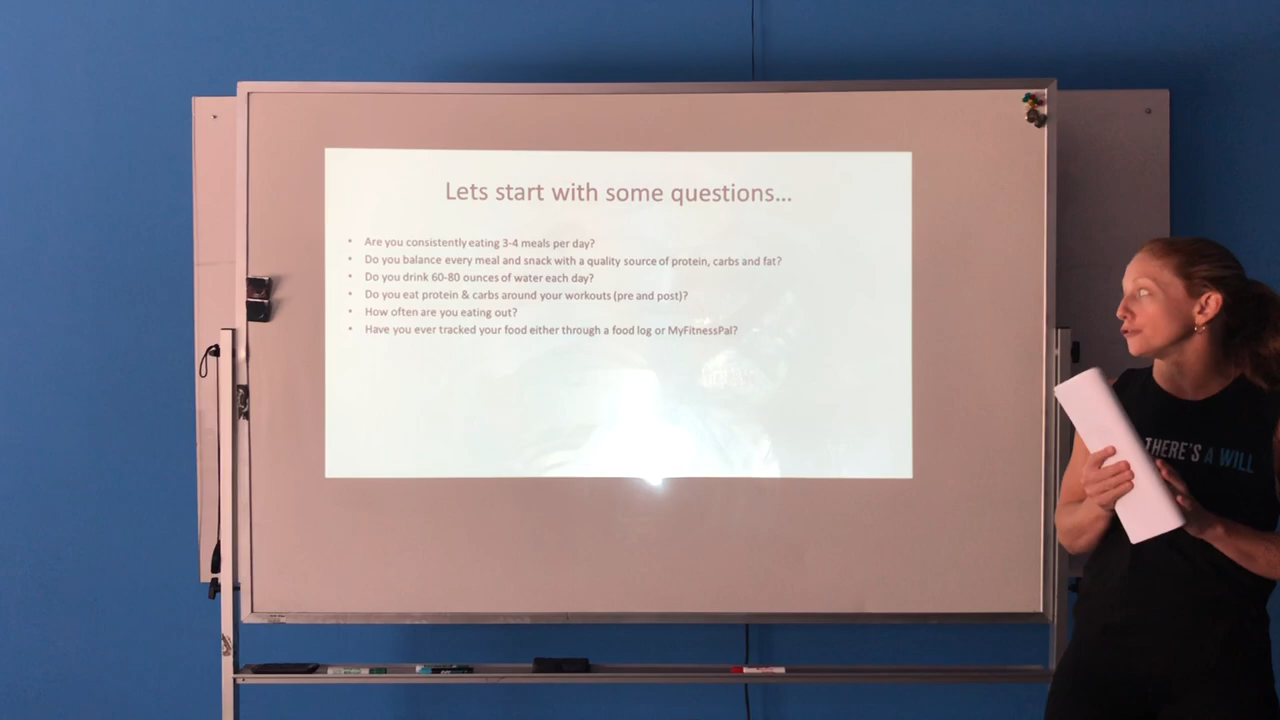 Lets start with some questions...
• Are you consistently eating 3-4 meals per day?
• Do you balance every meal and snack with a quality source of protein, carbs and fat?
• Do you drink 60-80 ounces of water each day?
• Do you eat protein & carbs around your workouts (pre and post)?
• How often are you eating out?
• Have you ever tracked your food either through a food log or MyFitnessPal?
THERE'S A WILL